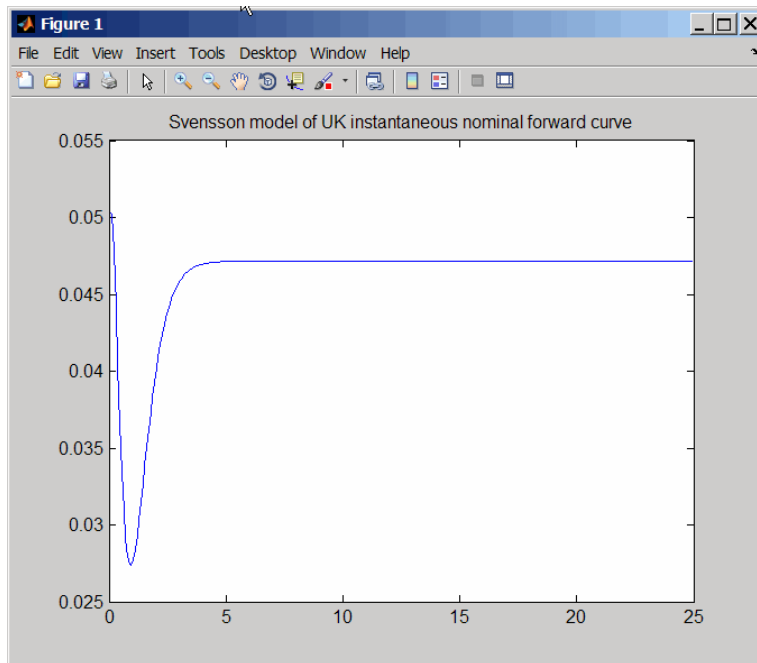 Figure 1
File Edit View Insert Tools Desktop Window Help
Svensson model of UK instantaneous nominal forward curve
0.055
0.05
0.045
0.04
0.035
0.03
0.025
0 5 10 15 20 25